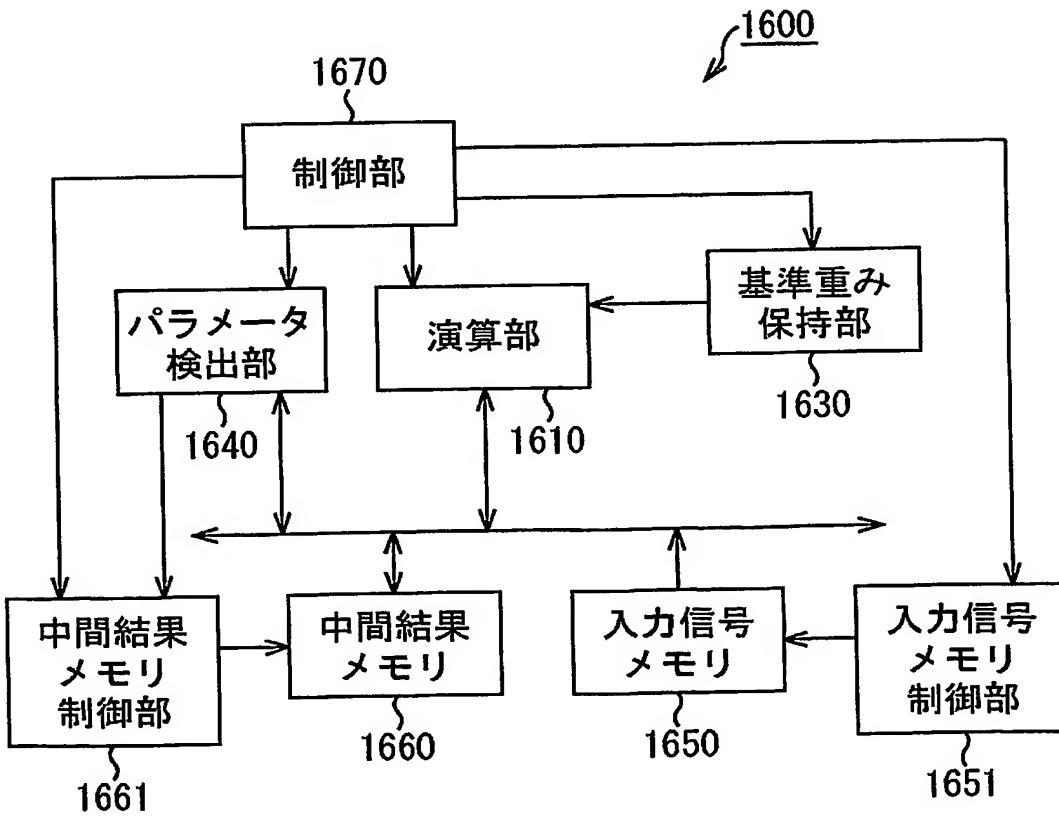 1600
1670
制御部
パラメータ
検出部
1640
演算部
1610
基準重み
保持部
1630
中間結果
メモリ
制御部
1661
中間結果
メモリ
1660
入力信号
メモリ
1650
入力信号
メモリ
制御部
1651